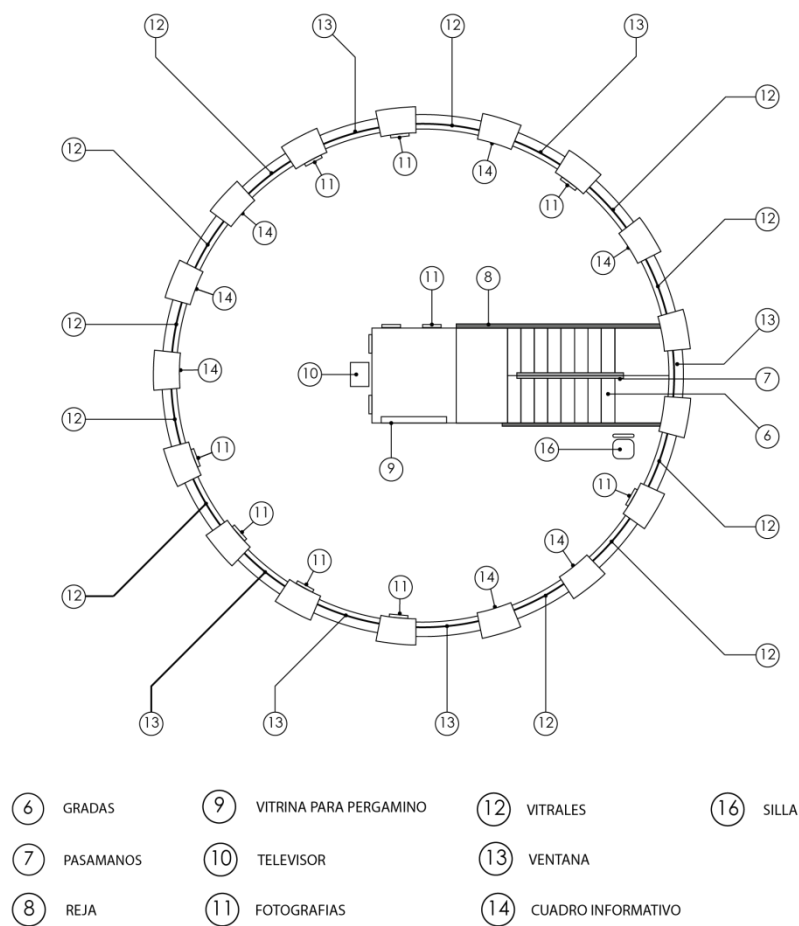 12 13 12 13
12
12
11 11 14
11
12
14 14
14 8 11
12 13
14 10 7
12 6
16
11 9
11
11 14 12
11 11 14
12
12
13 13 13 12
6 GRADAS 9 VITRINA PARA PERGAMINO 12 VITRALES 16 SILLA
7 PASAMANOS 10 TELEVISOR 13 VENTANA
8 REJA 11 FOTOGRAFIAS 14 CUADRO INFORMATIVO